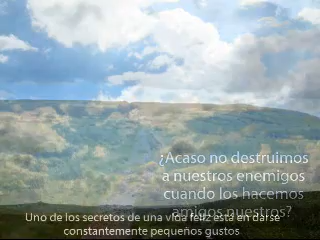 ¿Acaso no destruimos
a nuestros enemigos
cuando los hacemos
amigos nuestros?
Uno de los secretos de una vida feliz está en darse
constantemente pequeños gustos